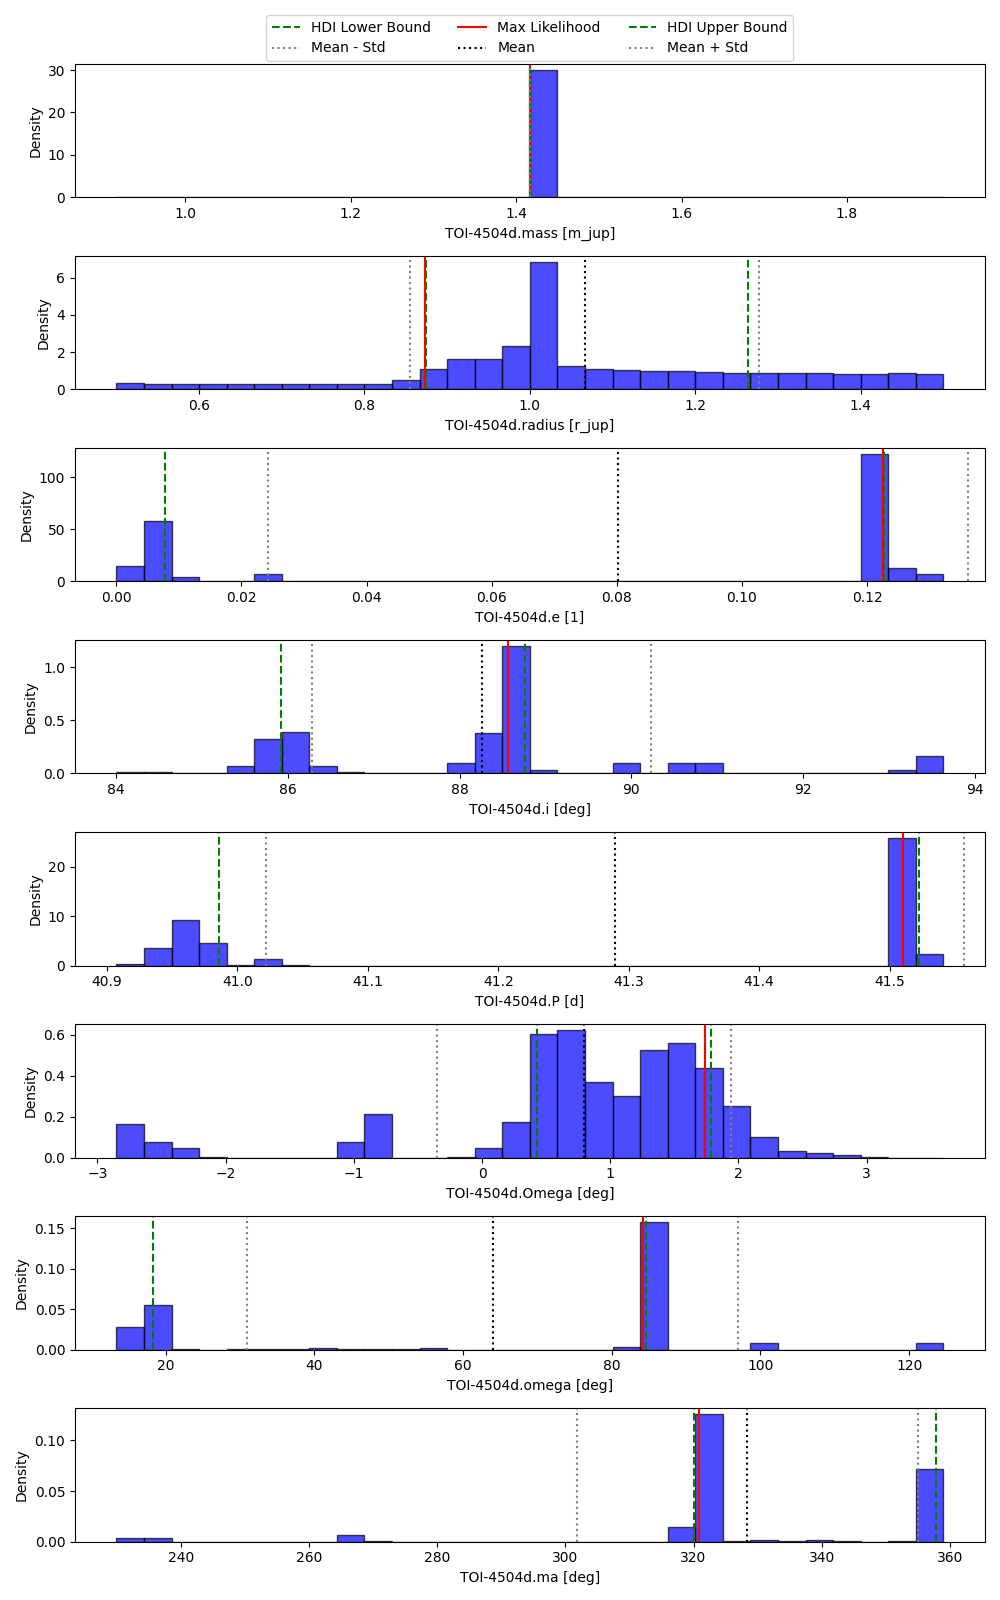 HDI Lower Bound Max Likelihood HDI Upper Bound
Mean - Std Mean Mean + Std
30
20
10
0
Density
1.0 1.2 1.4 1.6 1.8
TOI-4504d.mass [m_jup]
6
4
2
0
Density
0.6 0.8 1.0 1.2 1.4
TOI-4504d.radius [r_jup]
100
50
0
Density
0.00 0.02 0.04 0.06 0.08 0.10 0.12
TOI-4504d.e [1]
1.0
0.5
0.0
Density
84 86 88 90 92 94
TOI-4504d.i [deg]
20
10
0
Density
40.9 41.0 41.1 41.2 41.3 41.4 41.5
TOI-4504d.P [d]
0.6
0.4
0.2
0.0
Density
−3 −2 −1 0 1 2 3
TOI-4504d.Omega [deg]
0.15
0.10
0.05
0.00
Density
20 40 60 80 100 120
TOI-4504d.omega [deg]
0.10
0.05
0.00
Density
240 260 280 300 320 340 360
TOI-4504d.ma [deg]